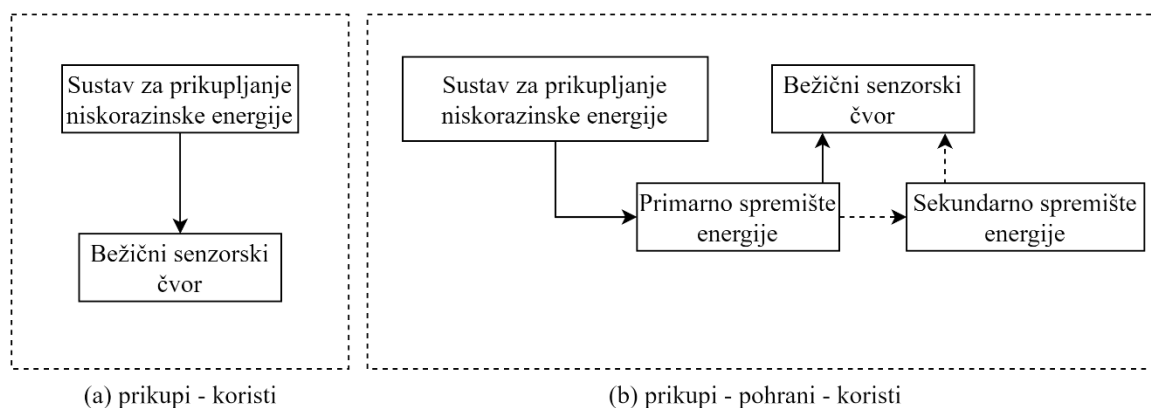 Sustav za prikupljanje
niskorazinske energije
Bežični senzorski
čvor
(a) prikupi - koristi
Sustav za prikupljanje
niskorazinske energije
Bežični senzorski
čvor
Primarno spremište
energije
Sekundarno spremište
energije
(b) prikupi - pohrani - koristi